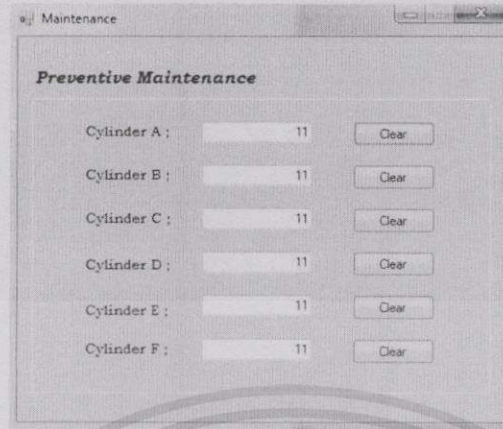 Maintenance
Preventive Maintenance
Cylinder A : 11 Clear
Cylinder B : 11 Clear
Cylinder C : 11 Clear
Cylinder D : 11 Clear
Cylinder E : 11 Clear
Cylinder F : 11 Clear